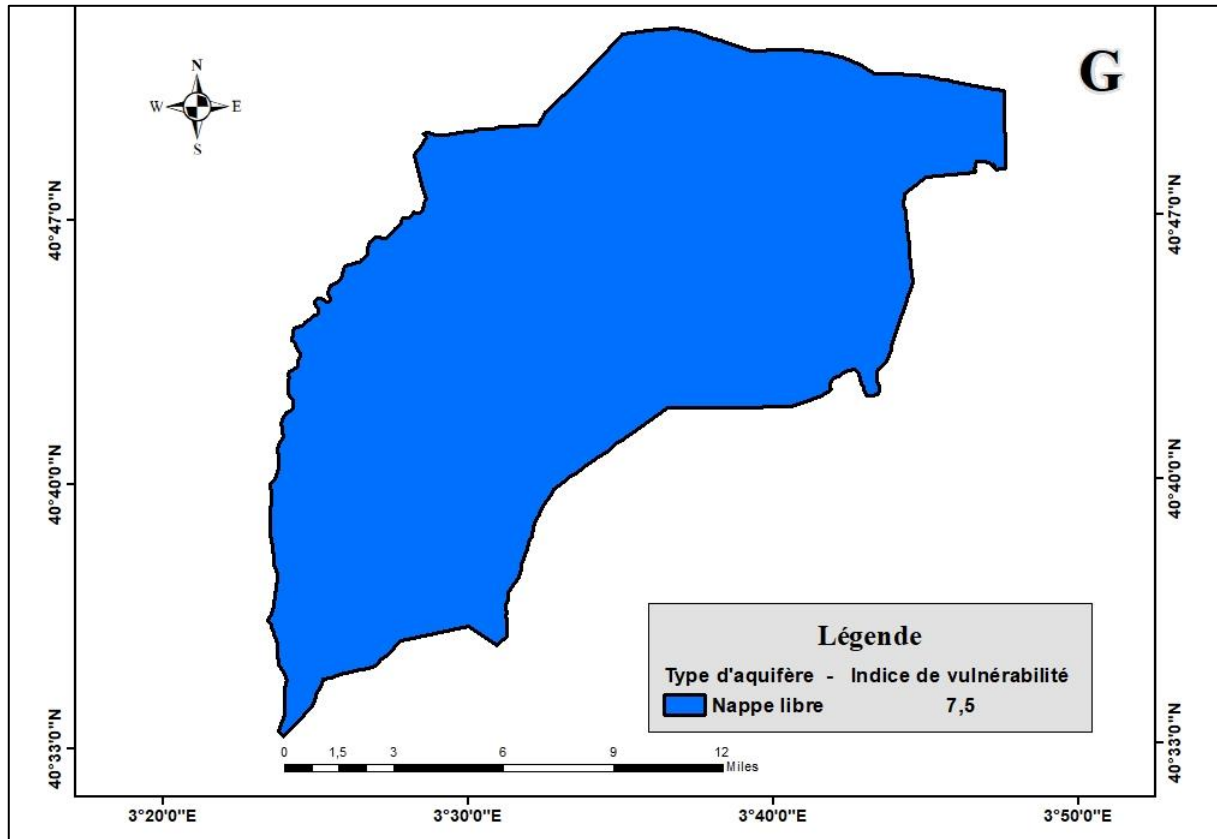 G
N
W E
S
40°47'0"N
40°47'0"N
40°40'0"N
40°40'0"N
40°33'0"N
40°33'0"N
Légende
Type d'aquifère - Indice de vulnérabilité
Nappe libre 7,5
0 1,5 3 6 9 12
Miles
3°20'0"E 3°30'0"E 3°40'0"E 3°50'0"E